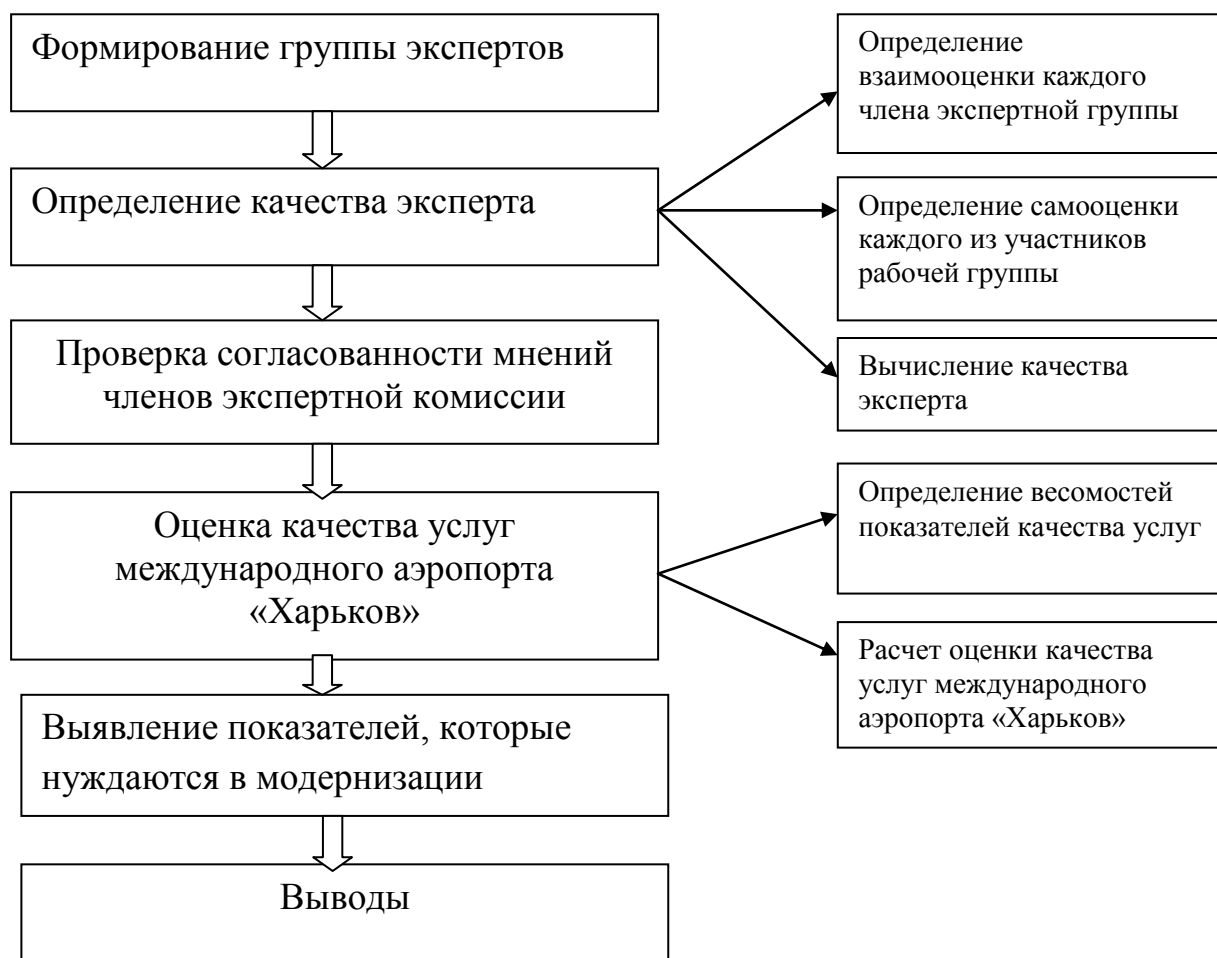 Формирование группы экспертов
Определение качества эксперта
Проверка согласованности мнений
членов экспертной комиссии
Оценка качества услуг
международного аэропорта
«Харьков»
Выявление показателей, которые
нуждаются в модернизации
Выводы
Определение
взаимооценки каждого
члена экспертной группы
Определение самооценки
каждого из участников
рабочей группы
Вычисление качества
эксперта
Определение весомостей
показателей качества услуг
Расчет оценки качества
услуг международного
аэропорта «Харьков»